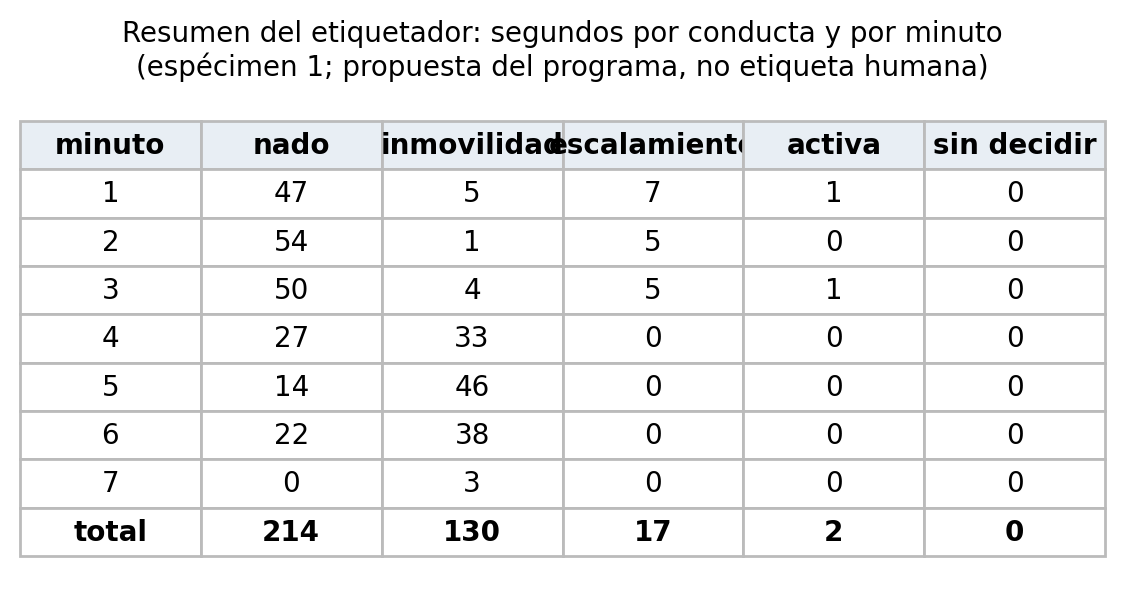 Resumen del etiquetador: segundos por conducta y por minuto
(espécimen 1; propuesta del programa, no etiqueta humana)
minuto nado inmovilidad escalamiento activa sin decidir
1 47 5 7 1 0
2 54 1 5 0 0
3 50 4 5 1 0
4 27 33 0 0 0
5 14 46 0 0 0
6 22 38 0 0 0
7 0 3 0 0 0
total 214 130 17 2 0